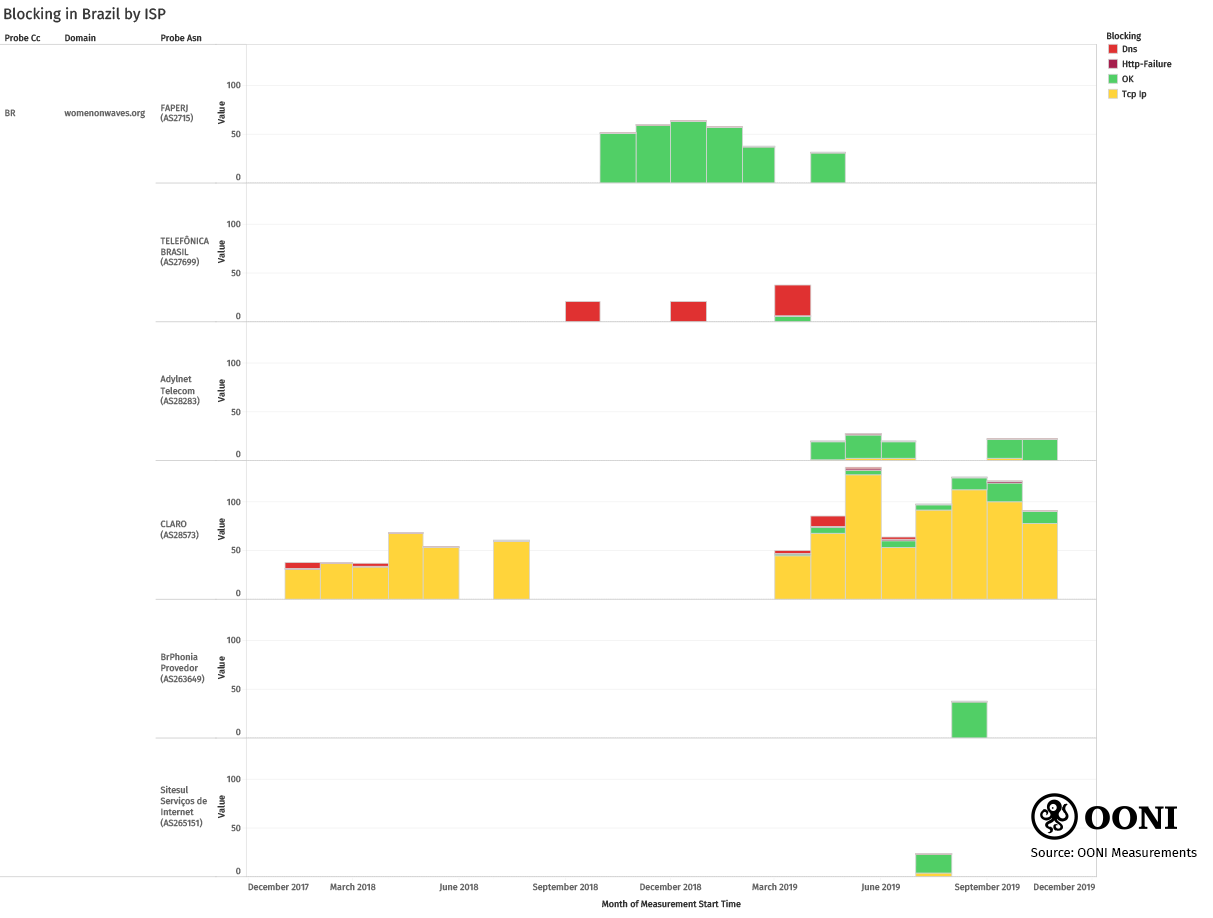 Blocking in Brazil by ISP
Probe Cc Domain Probe Asn
Blocking
Dns
Http-Failure
OK
Tcp Ip
BR womenonwaves.org
FAPERJ
(AS2715)
Value
100
50
0
TELEFÔNICA
BRASIL
(AS27699)
Value
100
50
0
Adylnet
Telecom
(AS28283)
Value
100
50
0
CLARO
(AS28573)
Value
100
50
0
BrPhonia
Provedor
(AS263649)
Value
100
50
0
Sitesul
Serviços de
Internet
(AS265151)
Value
100
50
0
OONI
Source: OONI Measurements
December 2017 March 2018 June 2018 September 2018 December 2018 March 2019 June 2019 September 2019 December 2019
Month of Measurement Start Time